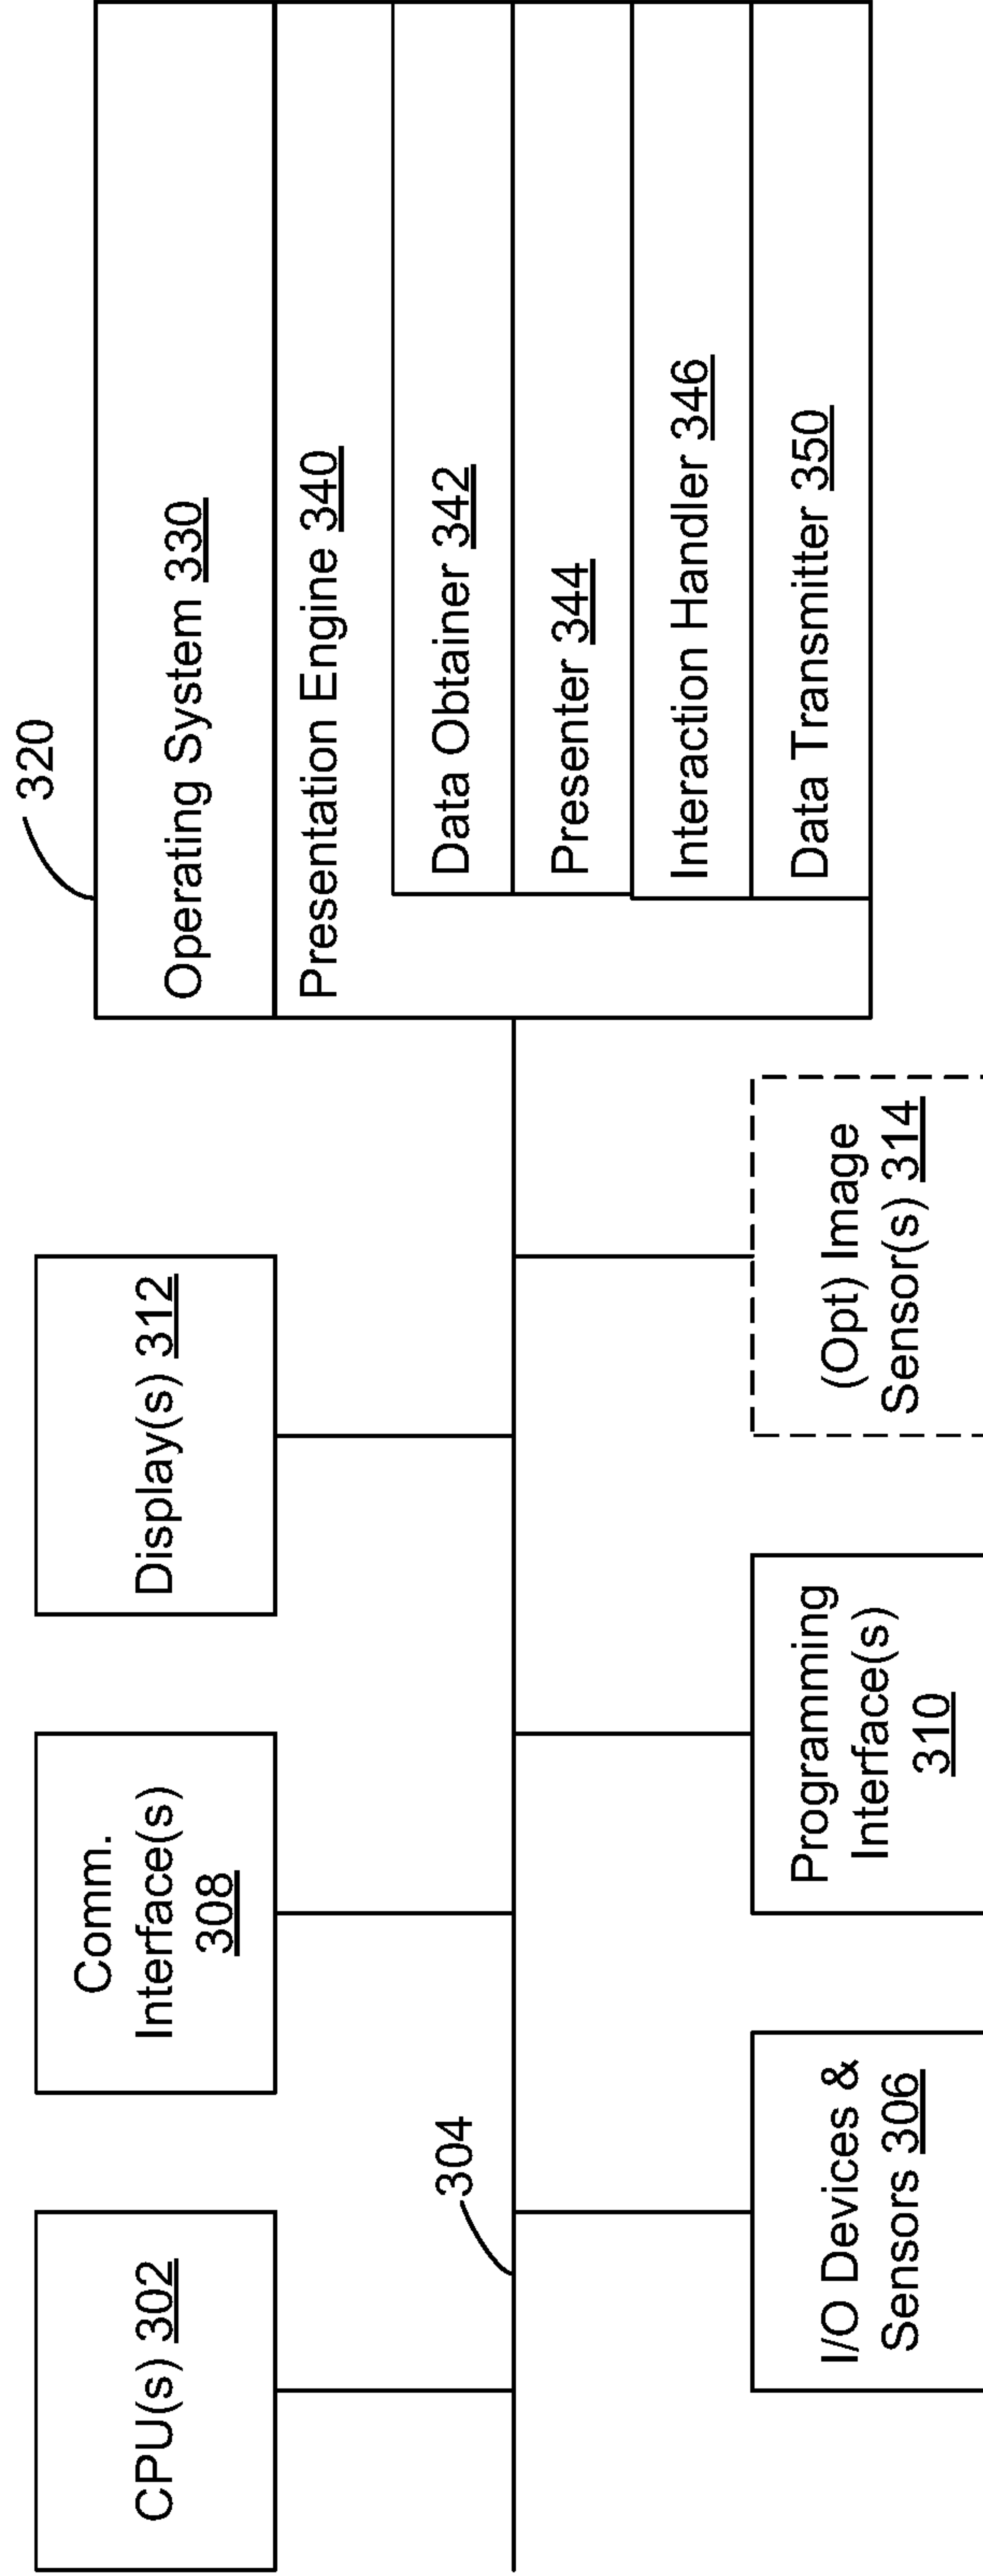 CPU(s) 302
Comm.
Interface(s)
308
Display(s) 312
304
I/O Devices &
Sensors 306
Programming
Interface(s)
310
(Opt) Image
Sensor(s) 314
320
Operating System 330
Presentation Engine 340
Data Obtainer 342
Presenter 344
Interaction Handler 346
Data Transmitter 350